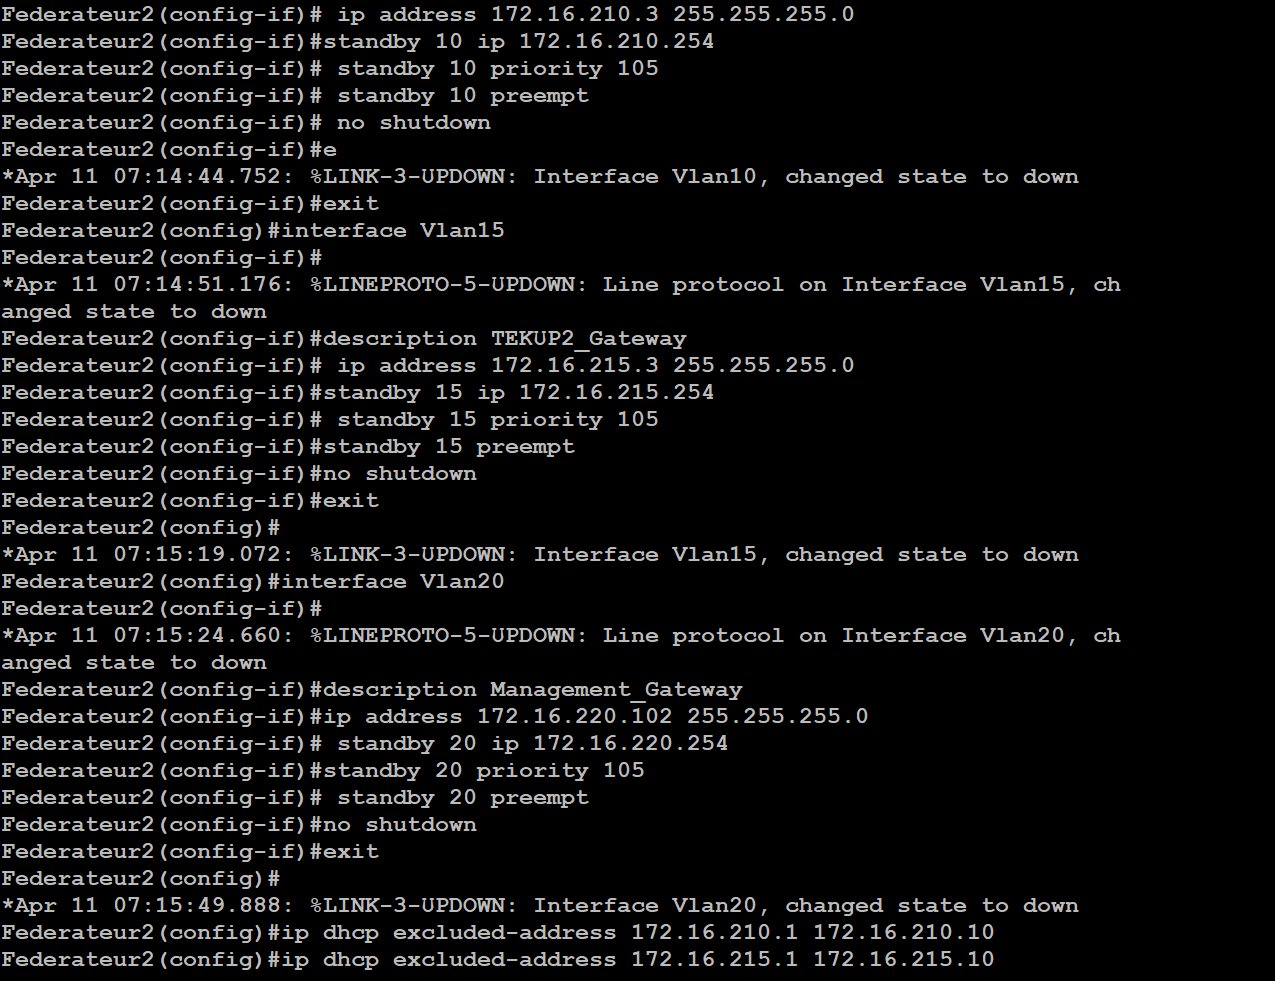 Federateur2(config-if)# ip address 172.16.210.3 255.255.255.0
Federateur2(config-if)#standby 10 ip 172.16.210.254
Federateur2(config-if)# standby 10 priority 105
Federateur2(config-if)# standby 10 preempt
Federateur2(config-if)# no shutdown
Federateur2(config-if)#e
*Apr 11 07:14:44.752: %LINK-3-UPDOWN: Interface Vlan10, changed state to down
Federateur2(config-if)#exit
Federateur2(config)#interface Vlan15
Federateur2(config-if)#
*Apr 11 07:14:51.176: %LINEPROTO-5-UPDOWN: Line protocol on Interface Vlan15, ch
anged state to down
Federateur2(config-if)#description TEKUP2_Gateway
Federateur2(config-if)# ip address 172.16.215.3 255.255.255.0
Federateur2(config-if)#standby 15 ip 172.16.215.254
Federateur2(config-if)# standby 15 priority 105
Federateur2(config-if)#standby 15 preempt
Federateur2(config-if)#no shutdown
Federateur2(config-if)#exit
Federateur2(config)#
*Apr 11 07:15:19.072: %LINK-3-UPDOWN: Interface Vlan15, changed state to down
Federateur2(config)#interface Vlan20
Federateur2(config-if)#
*Apr 11 07:15:24.660: %LINEPROTO-5-UPDOWN: Line protocol on Interface Vlan20, ch
anged state to down
Federateur2(config-if)#description Management_Gateway
Federateur2(config-if)#ip address 172.16.220.102 255.255.255.0
Federateur2(config-if)# standby 20 ip 172.16.220.254
Federateur2(config-if)#standby 20 priority 105
Federateur2(config-if)# standby 20 preempt
Federateur2(config-if)#no shutdown
Federateur2(config-if)#exit
Federateur2(config)#
*Apr 11 07:15:49.888: %LINK-3-UPDOWN: Interface Vlan20, changed state to down
Federateur2(config)#ip dhcp excluded-address 172.16.210.1 172.16.210.10
Federateur2(config)#ip dhcp excluded-address 172.16.215.1 172.16.215.10